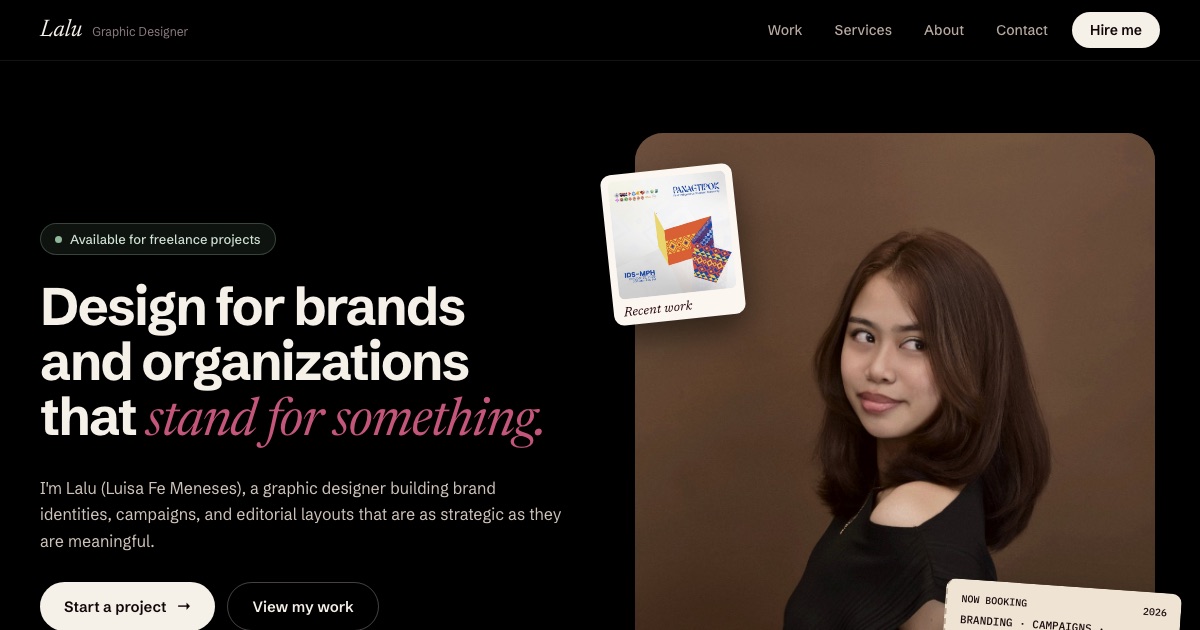 Lalu Graphic Designer
Work Services About Contact Hire me
Available for freelance projects
Design for brands
and organizations
that stand for something.
I'm Lalu (Luisa Fe Meneses), a graphic designer building brand
identities, campaigns, and editorial layouts that are as strategic as they
are meaningful.
Start a project →
View my work
PANAGTIPOK
IDS-MPH
Recent work
NOW BOOKING
2026
BRANDING · CAMPAIGNS ·